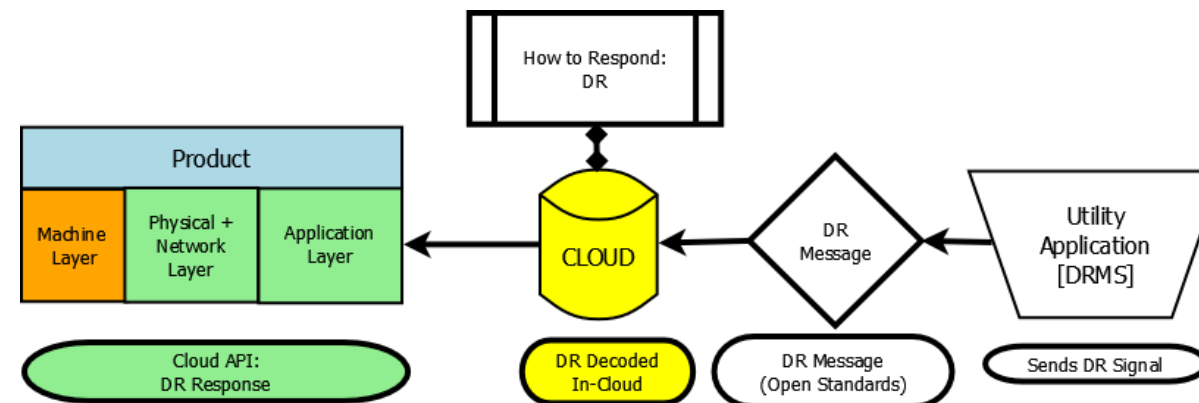 How to Respond:
DR
Product
Machine
Layer
Physical +
Network
Layer
Application
Layer
CLOUD
DR
Message
Utility
Application
[DRMS]
Cloud API:
DR Response
DR Decoded
In-Cloud
DR Message
(Open Standards)
Sends DR Signal